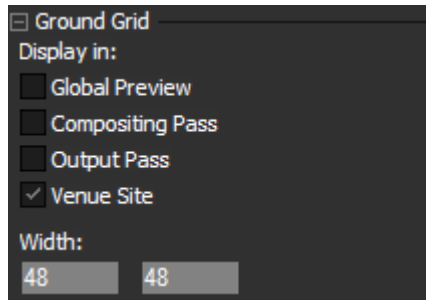 Ground Grid
Display in:
Global Preview
Compositing Pass
Output Pass
Venue Site
Width:
48 48